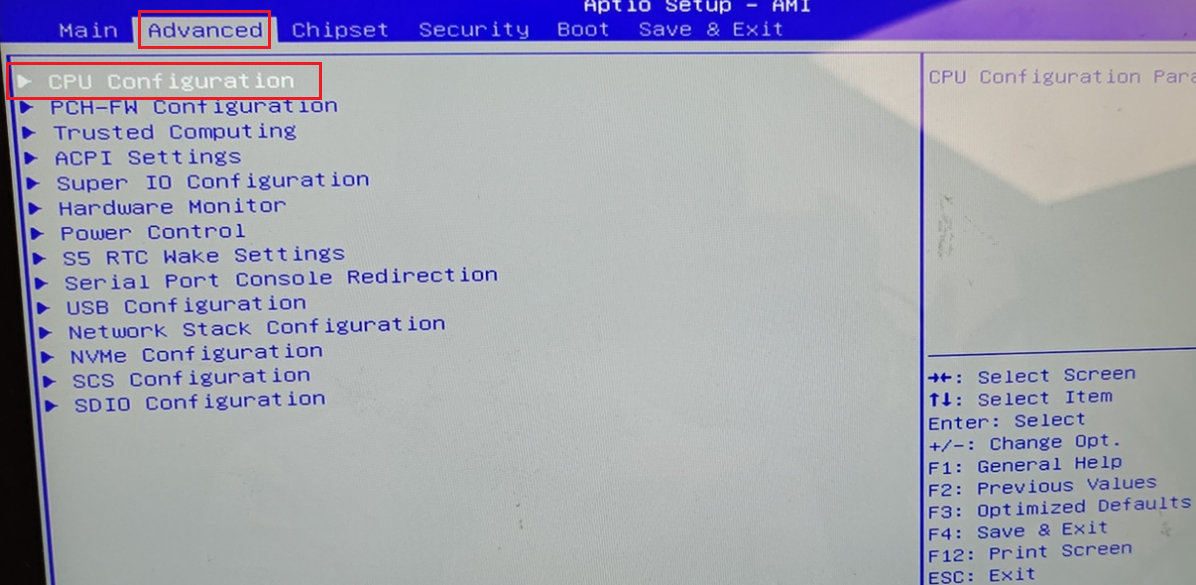 Aptio Setup - AMI
Main Advanced Chipset Security Boot Save & Exit
▶ CPU Configuration
▶ PCH-FW Configuration
▶ Trusted Computing
▶ ACPI Settings
▶ Super IO Configuration
▶ Hardware Monitor
▶ Power Control
▶ S5 RTC Wake Settings
▶ Serial Port Console Redirection
▶ USB Configuration
▶ Network Stack Configuration
▶ NVMe Configuration
▶ SCS Configuration
▶ SDIO Configuration
CPU Configuration Para
→←: Select Screen
↑↓: Select Item
Enter: Select
+/-: Change Opt.
F1: General Help
F2: Previous Values
F3: Optimized Defaults
F4: Save & Exit
F12: Print Screen
ESC: Exit